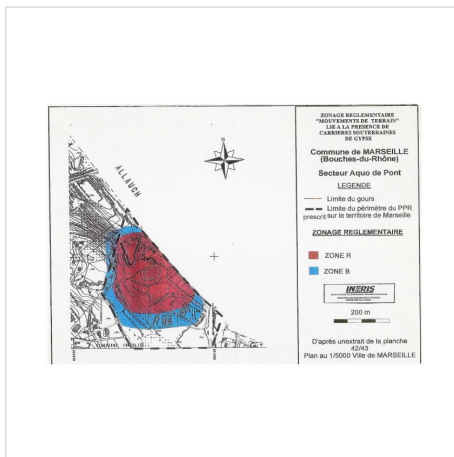 N
ALLAUCH
ZONAGE REGLEMENTAIRE
"MOUVEMENTS DE TERRAIN"
LIE A LA PRESENCE DE
CARRIERES SOUTERRAINES
DE GYPSE
Commune de MARSEILLE
(Bouches-du-Rhône)
Secteur Aquo de Pont
LEGENDE
Limite du gours
Limite du périmètre du PPR
prescrit sur le territoire de Marseille
ZONAGE REGLEMENTAIRE
ZONE R
ZONE B
INERIS
200 m
D'après unextrait de la planche
42/43
Plan au 1/5000 Ville de MARSEILLE